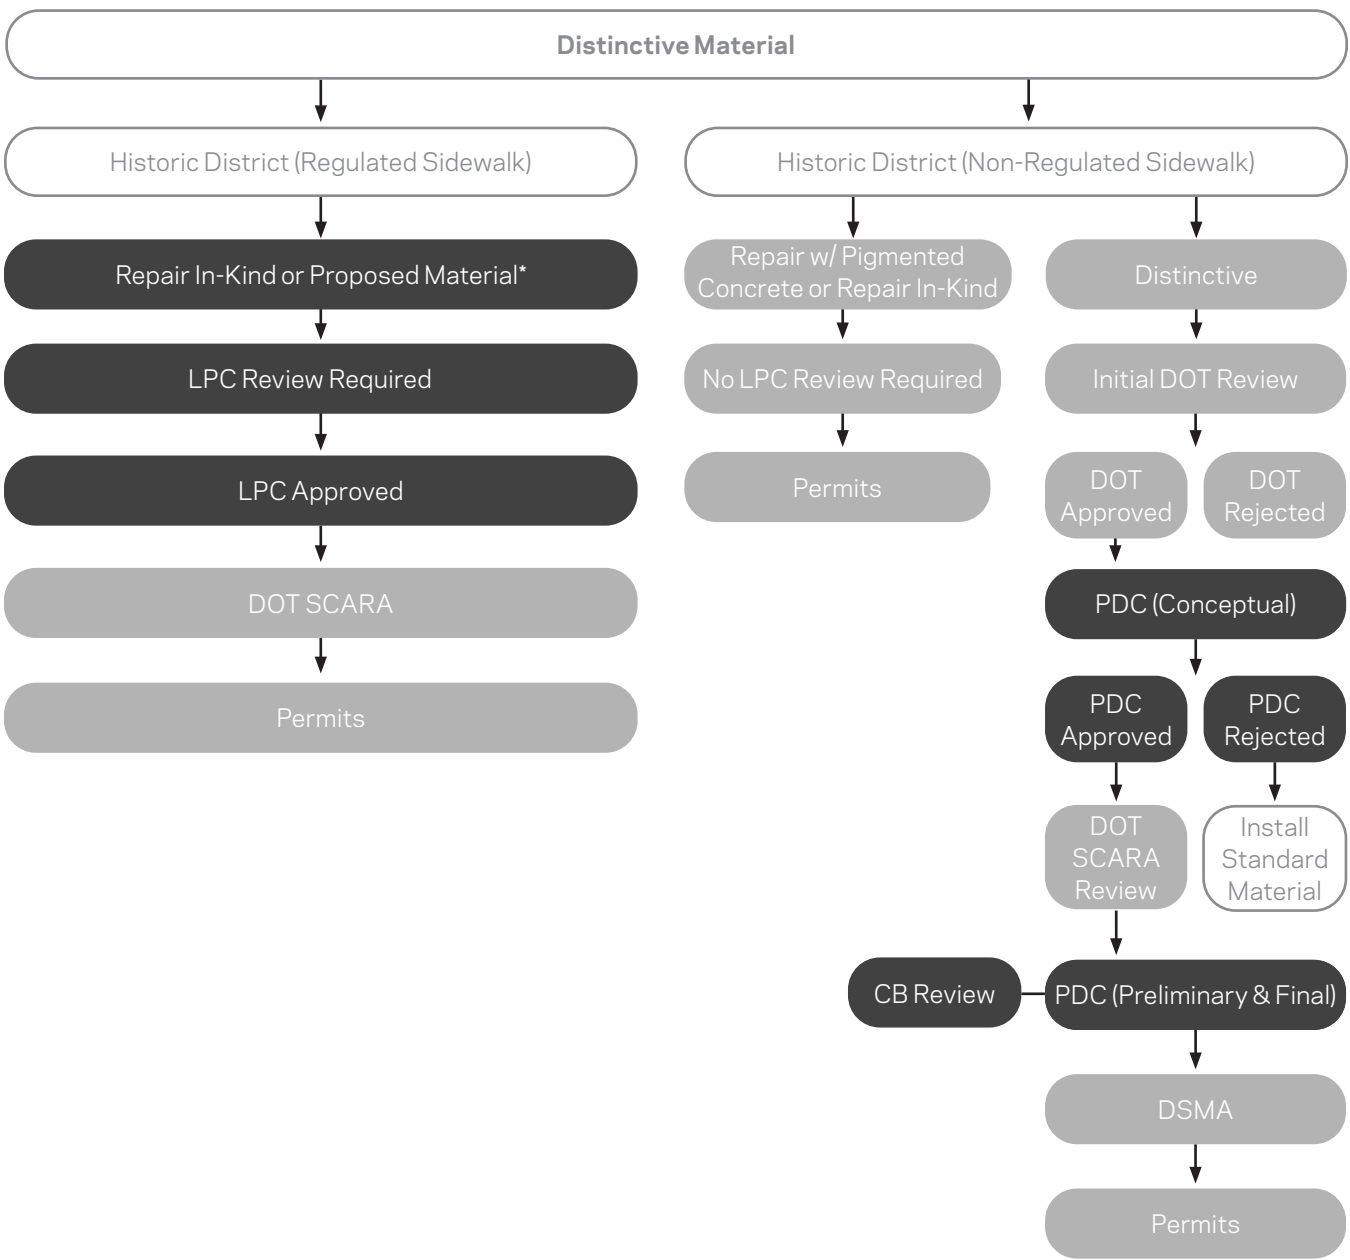 Distinctive Material
Historic District (Regulated Sidewalk)
Historic District (Non-Regulated Sidewalk)
Repair In-Kind or Proposed Material*
Repair w/ Pigmented
Concrete or Repair In-Kind
Distinctive
LPC Review Required
No LPC Review Required
Initial DOT Review
LPC Approved
Permits
DOT
Approved
DOT
Rejected
DOT SCARA
PDC (Conceptual)
Permits
PDC
Approved
PDC
Rejected
DOT
SCARA
Review
Install
Standard
Material
CB Review
PDC (Preliminary & Final)
DSMA
Permits